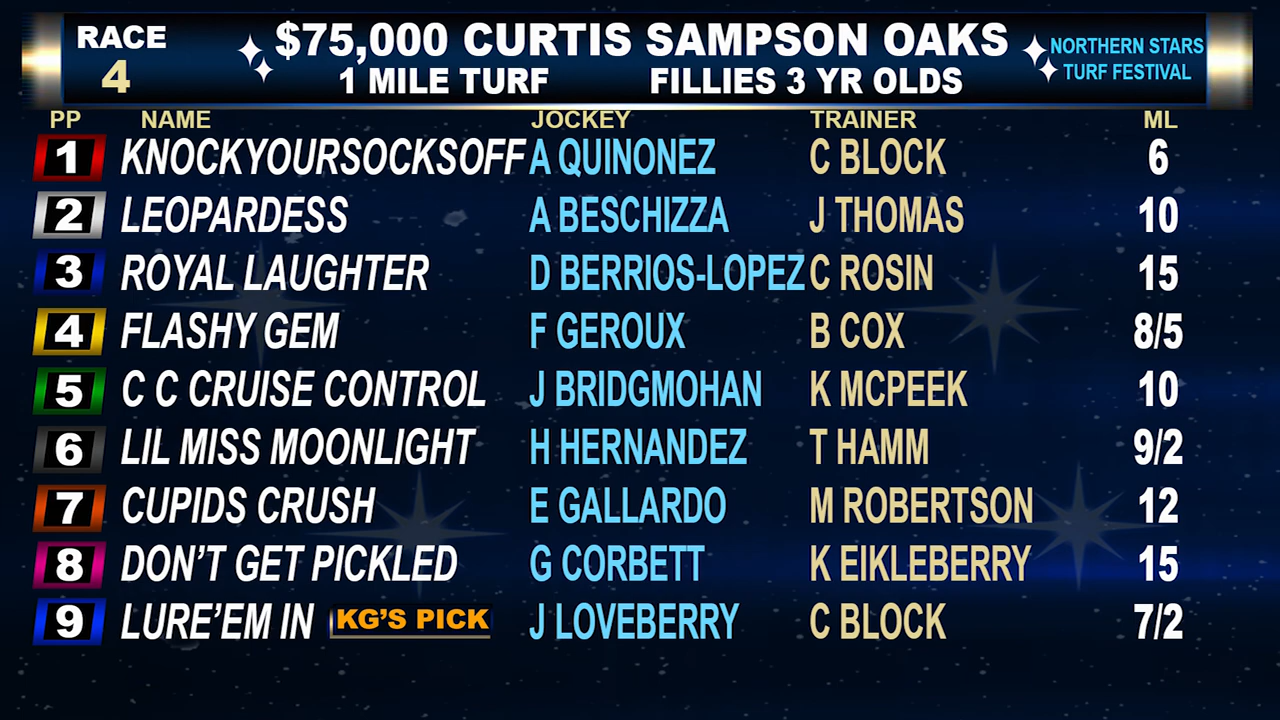 RACE 4
$75,000 CURTIS SAMPSON OAKS
1 MILE TURF FILLIES 3 YR OLDS
NORTHERN STARS
TURF FESTIVAL
PP NAME JOCKEY TRAINER ML
1 KNOCKYOURSOCKSOFF A QUINONEZ C BLOCK 6
2 LEOPARDESS A BESCHIZZA J THOMAS 10
3 ROYAL LAUGHTER D BERRIOS-LOPEZ C ROSIN 15
4 FLASHY GEM F GEROUX B COX 8/5
5 C C CRUISE CONTROL J BRIDGMOHAN K MCPEEK 10
6 LIL MISS MOONLIGHT H HERNANDEZ T HAMM 9/2
7 CUPIDS CRUSH E GALLARDO M ROBERTSON 12
8 DON'T GET PICKLED G CORBETT K EIKLEBERRY 15
9 LURE'EM IN KG'S PICK J LOVEBERRY C BLOCK 7/2